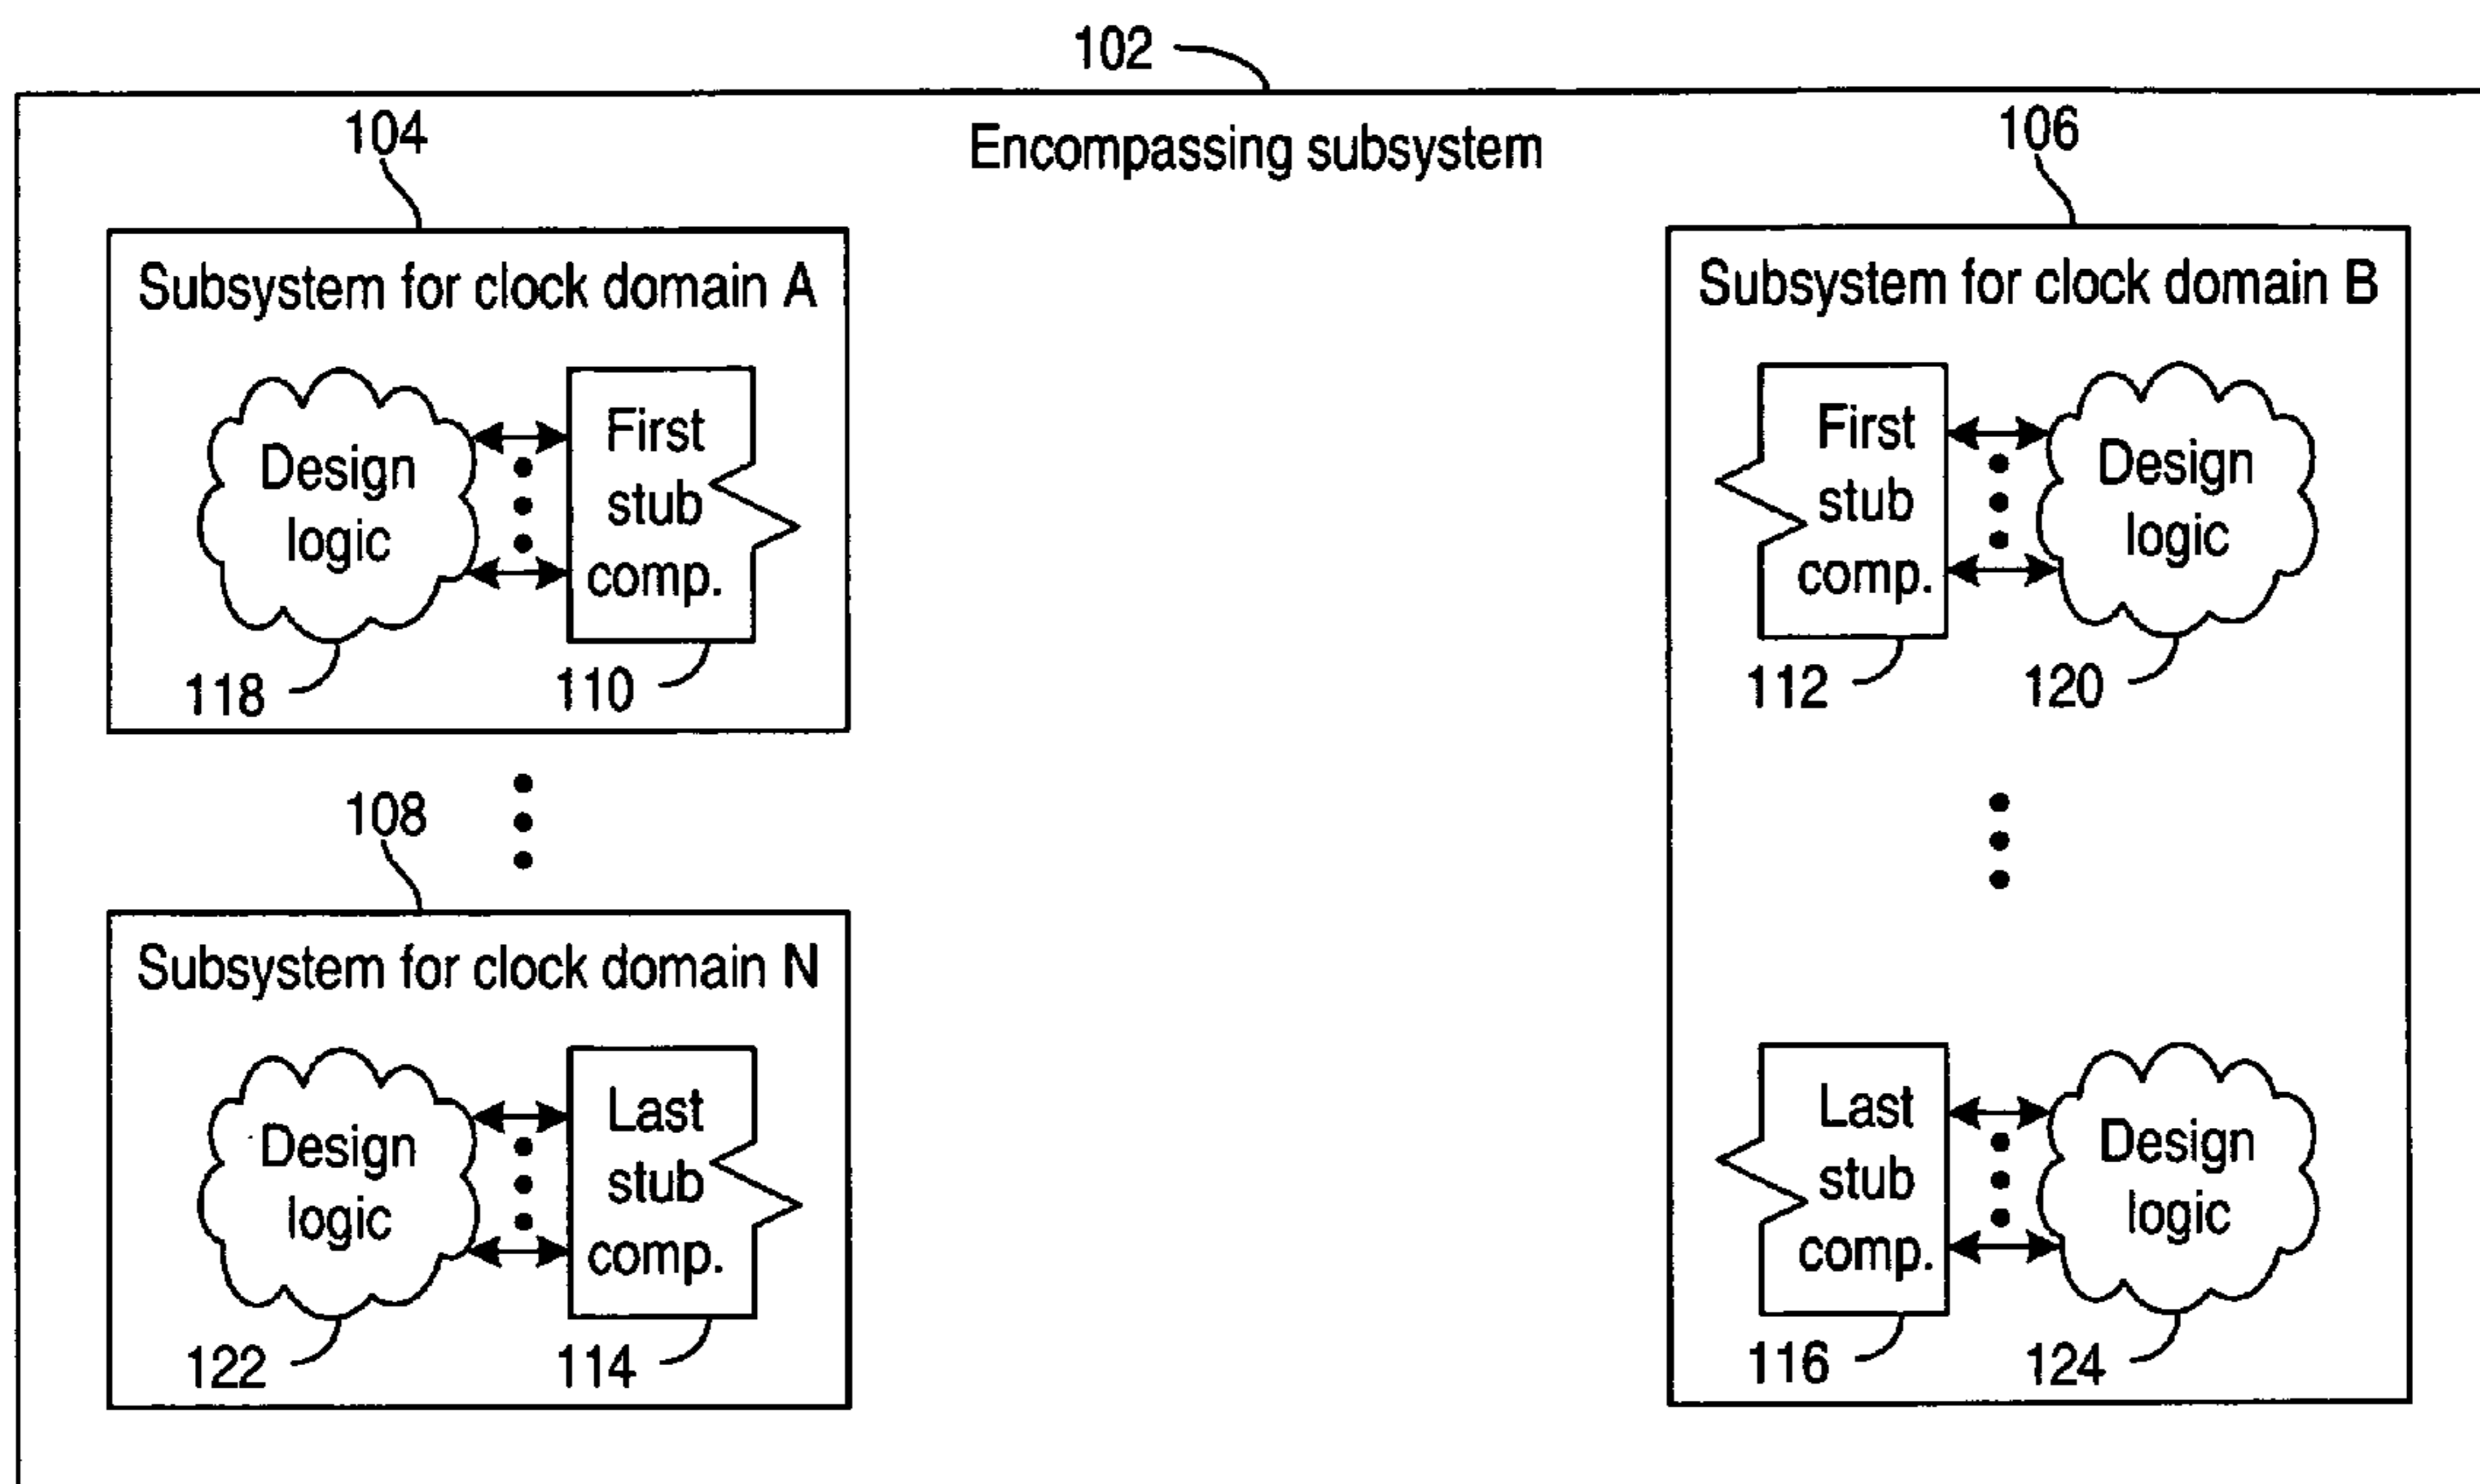 102
Encompassing subsystem
104
Subsystem for clock domain A
Design
logic
First
stub
comp.
118
110
108
Subsystem for clock domain N
Design
logic
Last
stub
comp.
122
114
106
Subsystem for clock domain B
First
stub
comp.
Design
logic
112
120
Last
stub
comp.
Design
logic
116
124